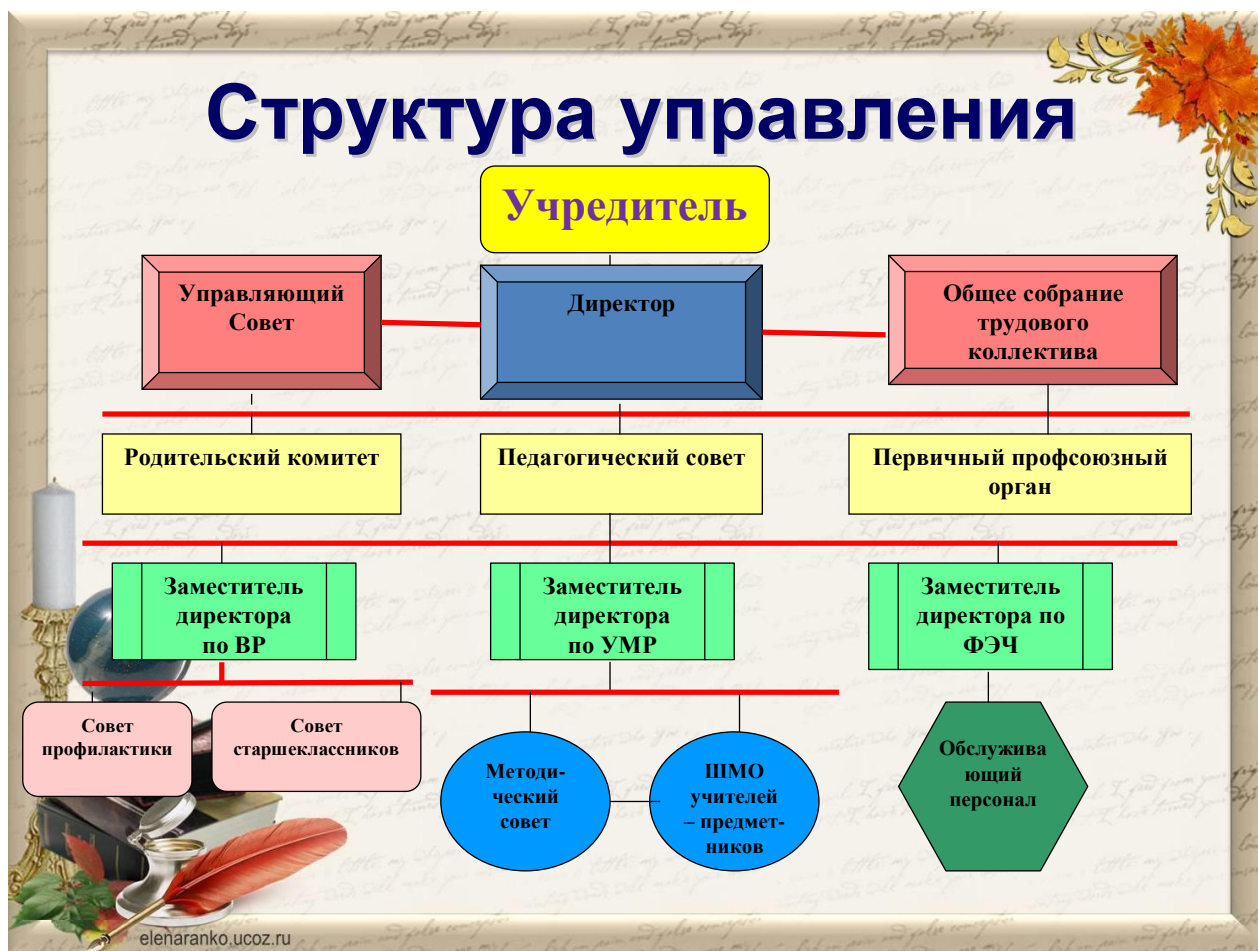 Структура управления
Учредитель
Управляющий
Совет
Директор
Общее собрание
трудового
коллектива
Родительский комитет
Педагогический совет
Первичный профсоюзный
орган
Заместитель
директора
по ВР
Заместитель
директора
по УМР
Заместитель
директора по
ФЭЧ
Совет
профилактики
Совет
старшеклассников
Методи-
ческий
совет
ШМО
учителей
– предмет-
ников
Обслужива
ющий
персонал
elenaranko.ucoz.ru